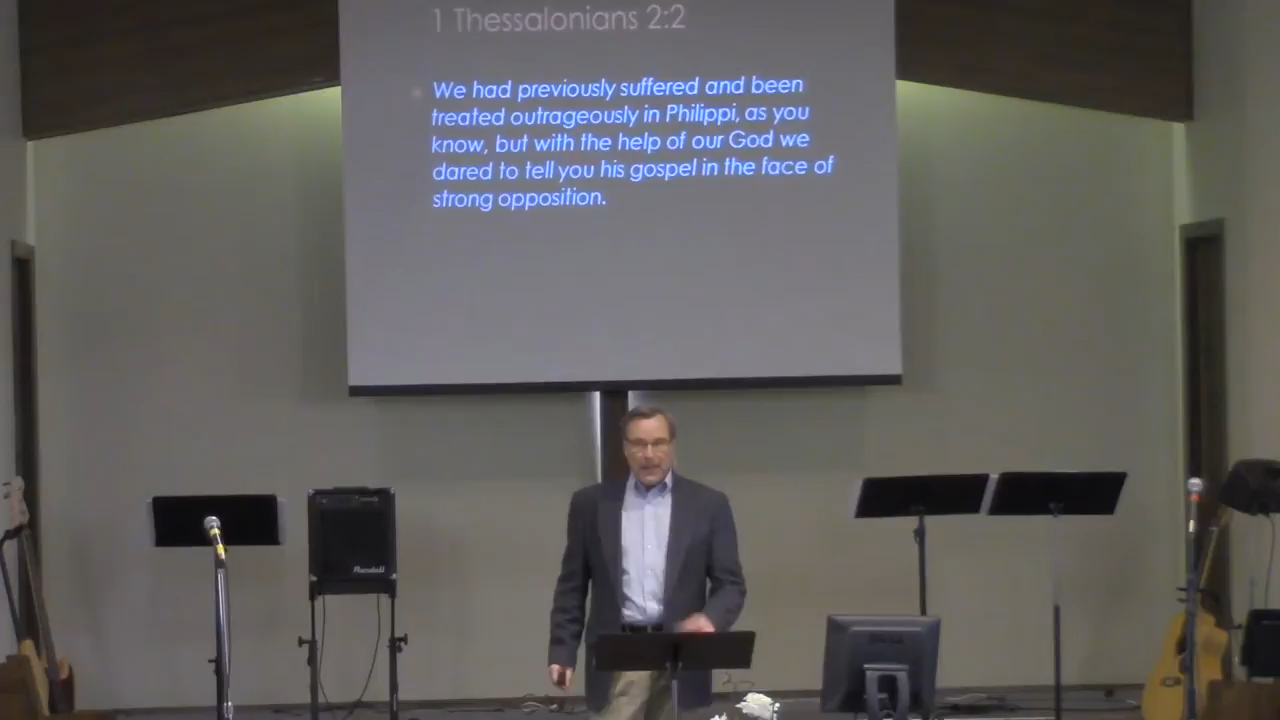 1 Thessalonians 2:2
We had previously suffered and been
treated outrageously in Philippi, as you
know, but with the help of our God we
dared to tell you his gospel in the face of
strong opposition.